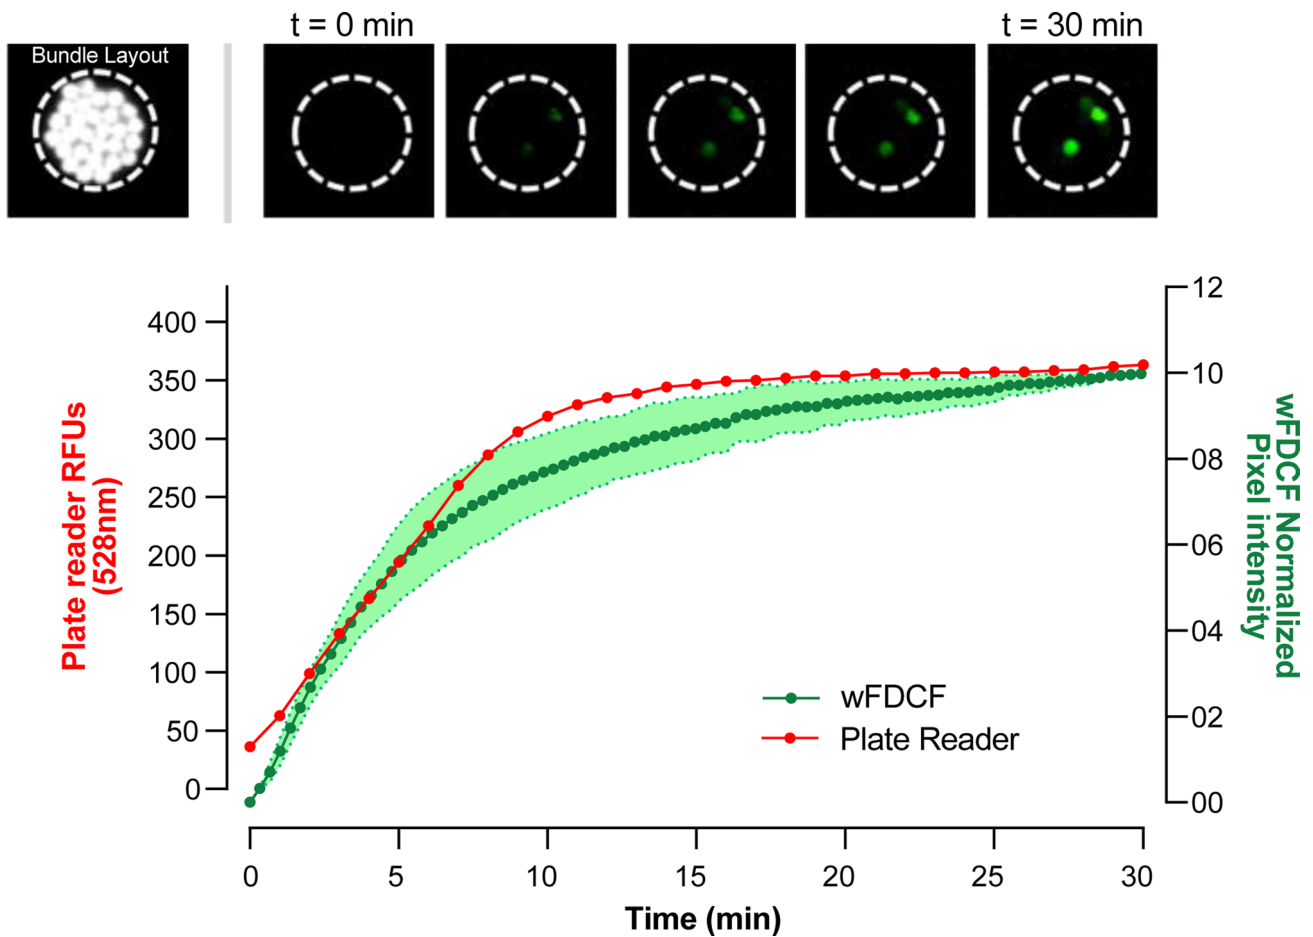 t = 0 min
t = 30 min
Bundle Layout
Plate reader RFUs
(528nm)
400
350
300
250
200
150
100
50
0
12
10
08
06
04
02
00
wFDCF Normalized
Pixel intensity
wFDCF
Plate Reader
0
5
10
15
20
25
30
Time (min)